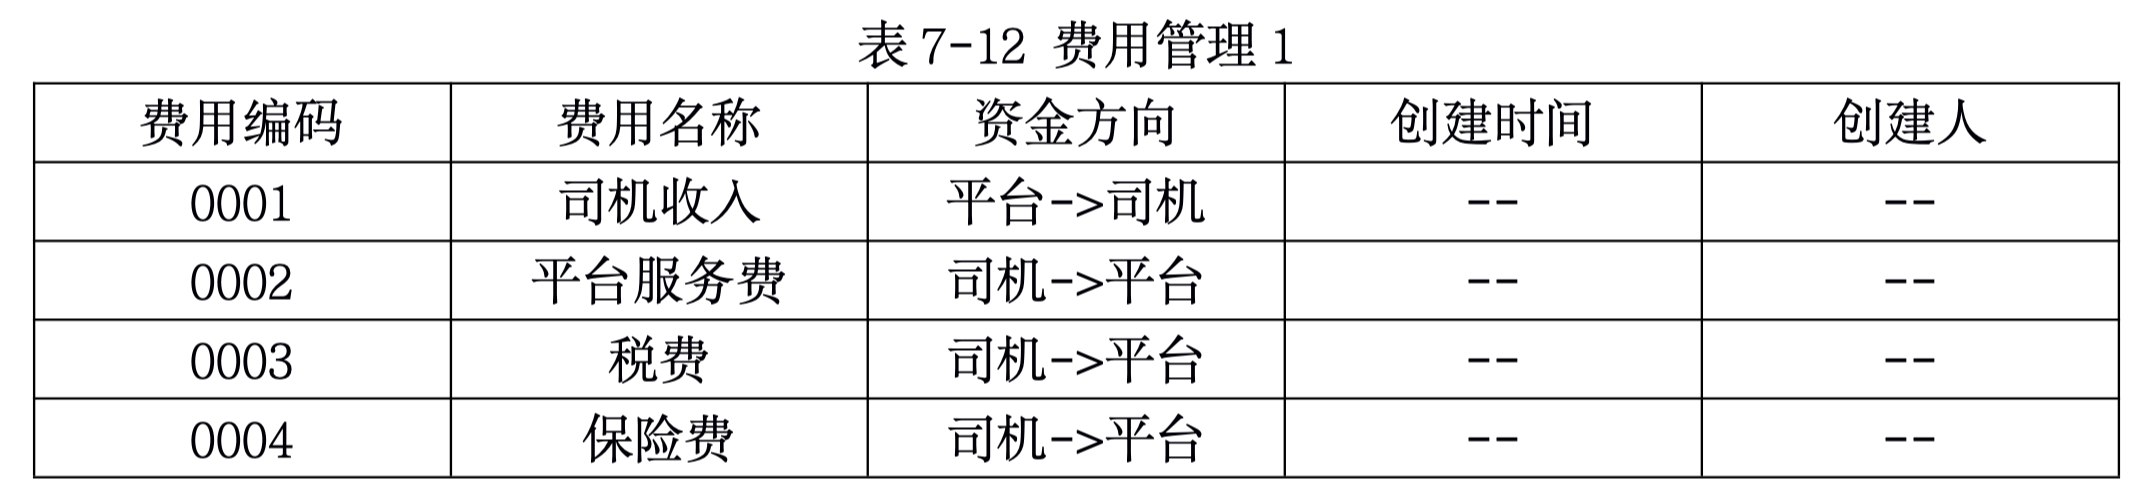 表 7-12 费用管理 1
费用编码 费用名称 资金方向 创建时间 创建人
0001 司机收入 平台->司机 -- --
0002 平台服务费 司机->平台 -- --
0003 税费 司机->平台 -- --
0004 保险费 司机->平台 -- --